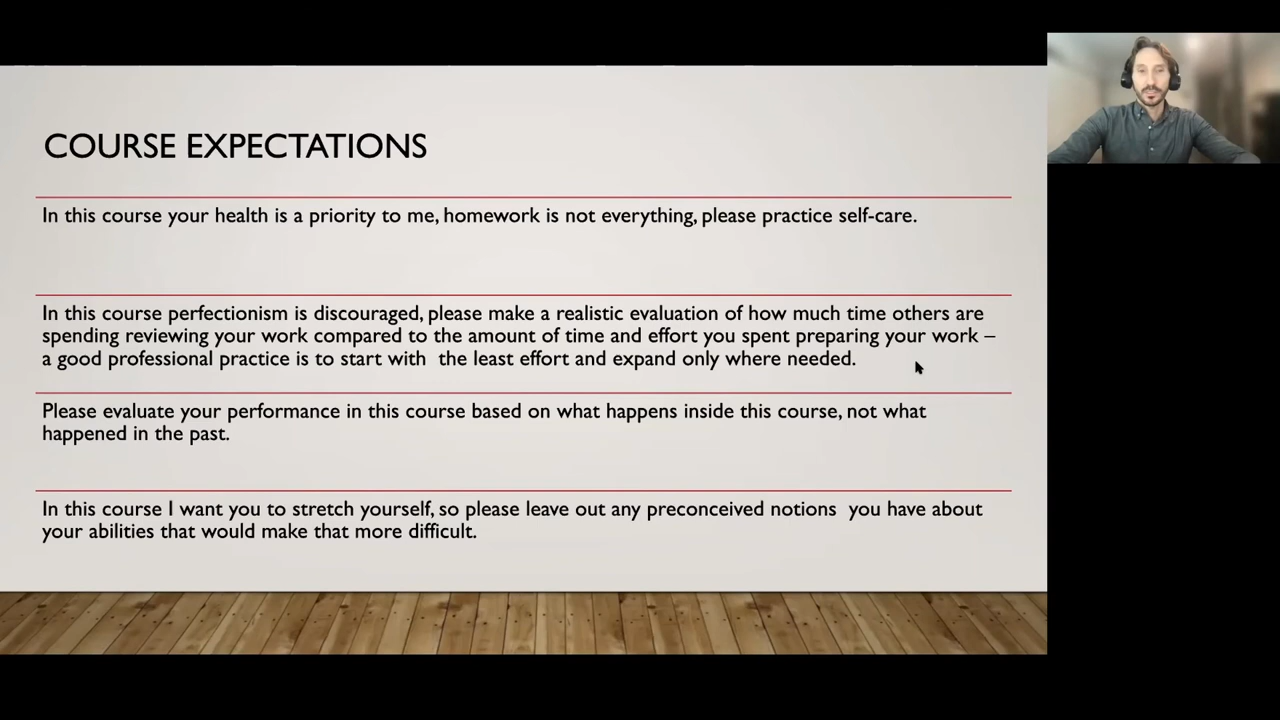 COURSE EXPECTATIONS
In this course your health is a priority to me, homework is not everything, please practice self-care.
In this course perfectionism is discouraged, please make a realistic evaluation of how much time others are
spending reviewing your work compared to the amount of time and effort you spent preparing your work –
a good professional practice is to start with  the least effort and expand only where needed.
Please evaluate your performance in this course based on what happens inside this course, not what
happened in the past.
In this course I want you to stretch yourself, so please leave out any preconceived notions  you have about
your abilities that would make that more difficult.